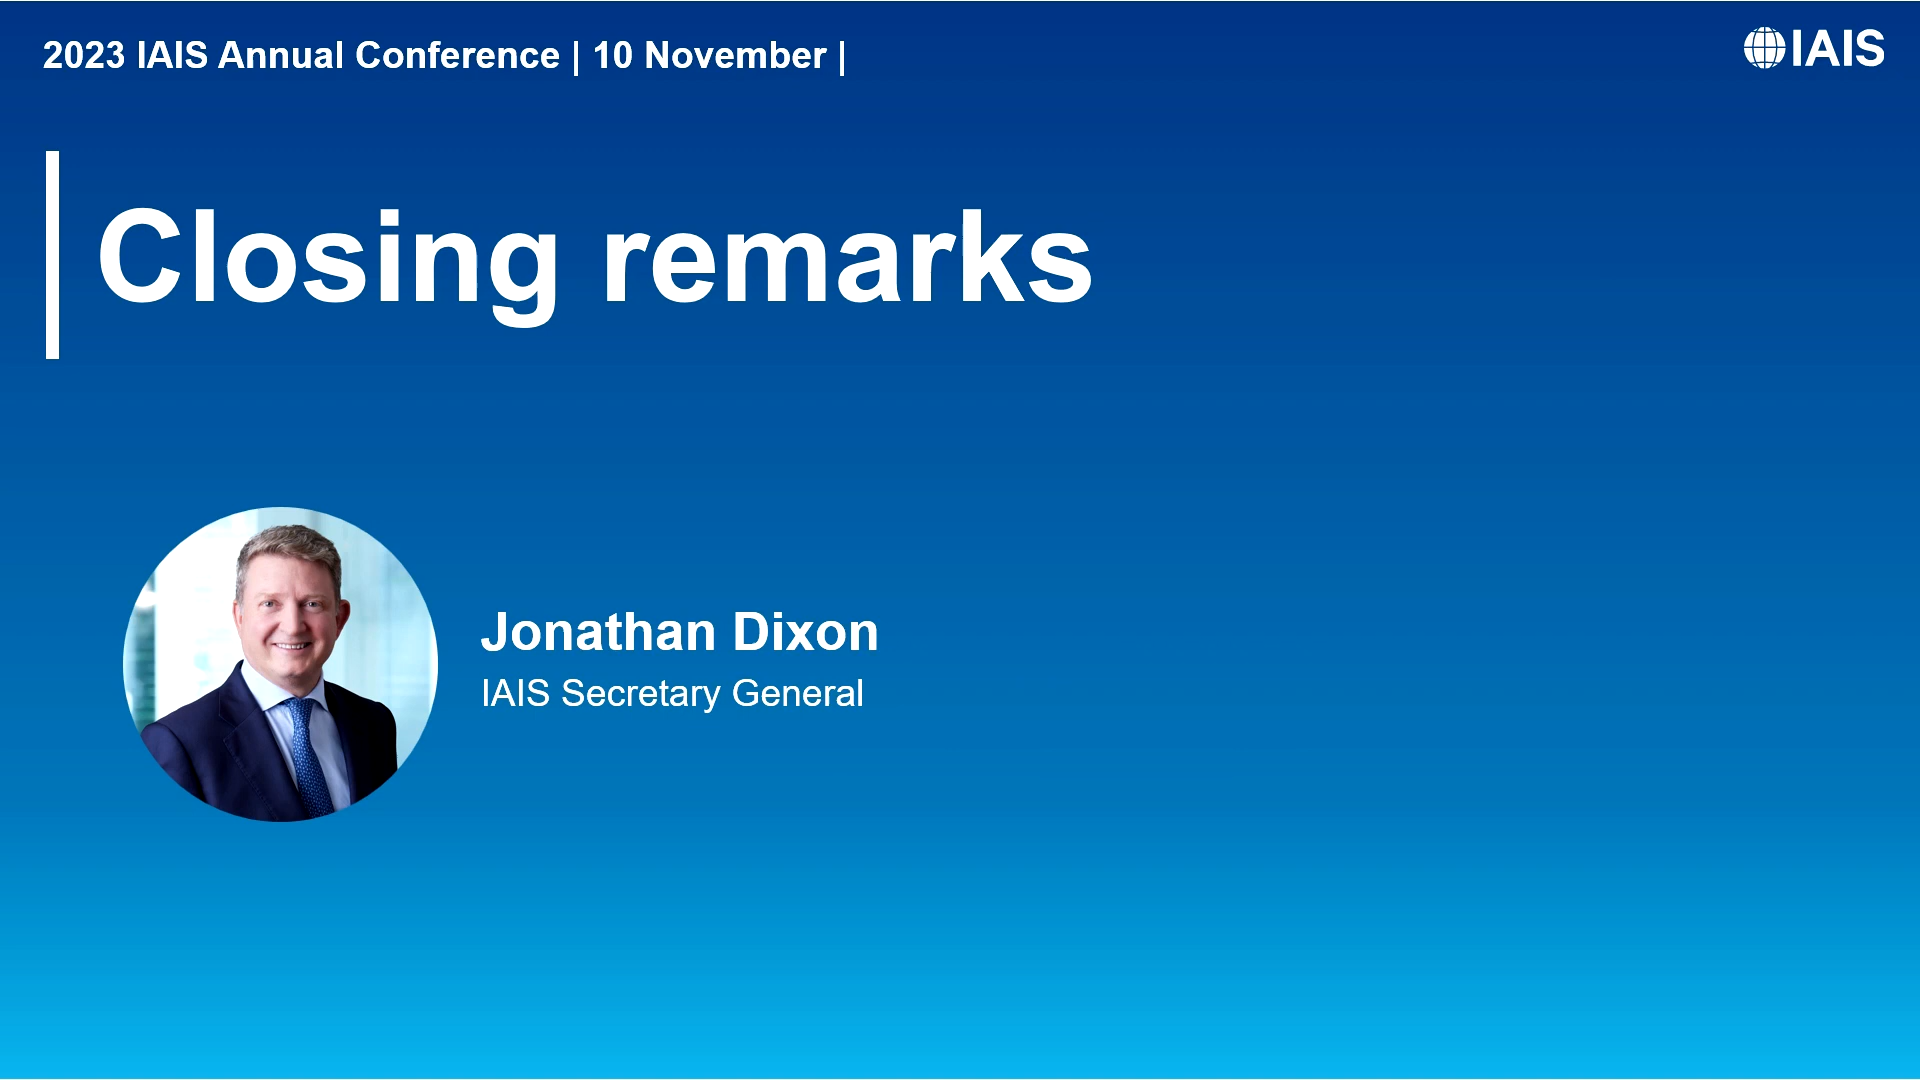 2023 IAIS Annual Conference | 10 November |
IAIS
Closing remarks
Jonathan Dixon
IAIS Secretary General